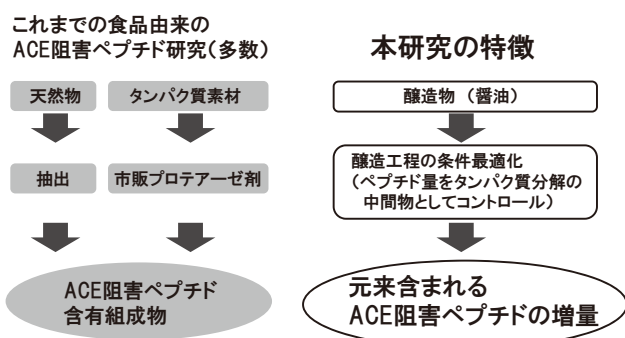 これまでの食品由来の
ACE阻害ペプチド研究（多数）
天然物
タンパク質素材
抽出
市販プロテアーゼ剤
ACE阻害ペプチド
含有組成物
本研究の特徴
醸造物（醤油）
醸造工程の条件最適化
（ペプチド量をタンパク質分解の
中間物としてコントロール）
元来含まれる
ACE阻害ペプチドの増量